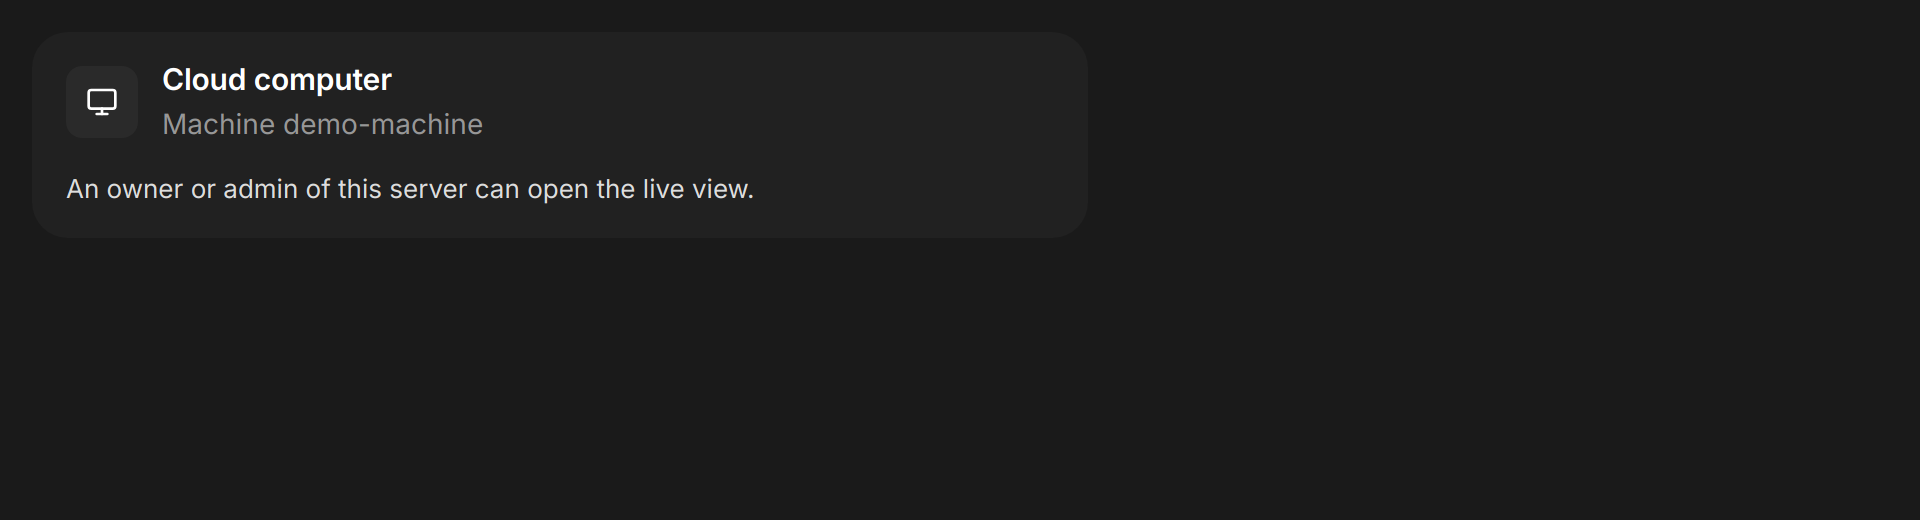 Cloud computer
Machine demo-machine
An owner or admin of this server can open the live view.